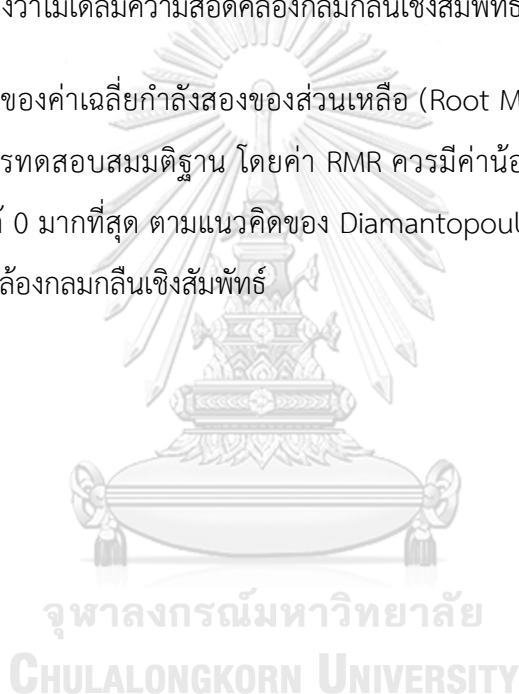 งว่าโมเดลมีความสอดคล้องกลมกลืนเชิงสัมพัทธ์
ของค่าเฉลี่ยกำลังสองของส่วนเหลือ (Root M
รทดสอบสมมติฐาน โดยค่า RMR ควรมีค่าน้อ
0 มากที่สุด ตามแนวคิดของ Diamantopoul
ล้องกลมกลืนเชิงสัมพัทธ์
จุฬาลงกรณ์มหาวิทยาลัย
CHULALONGKORN UNIVERSITY